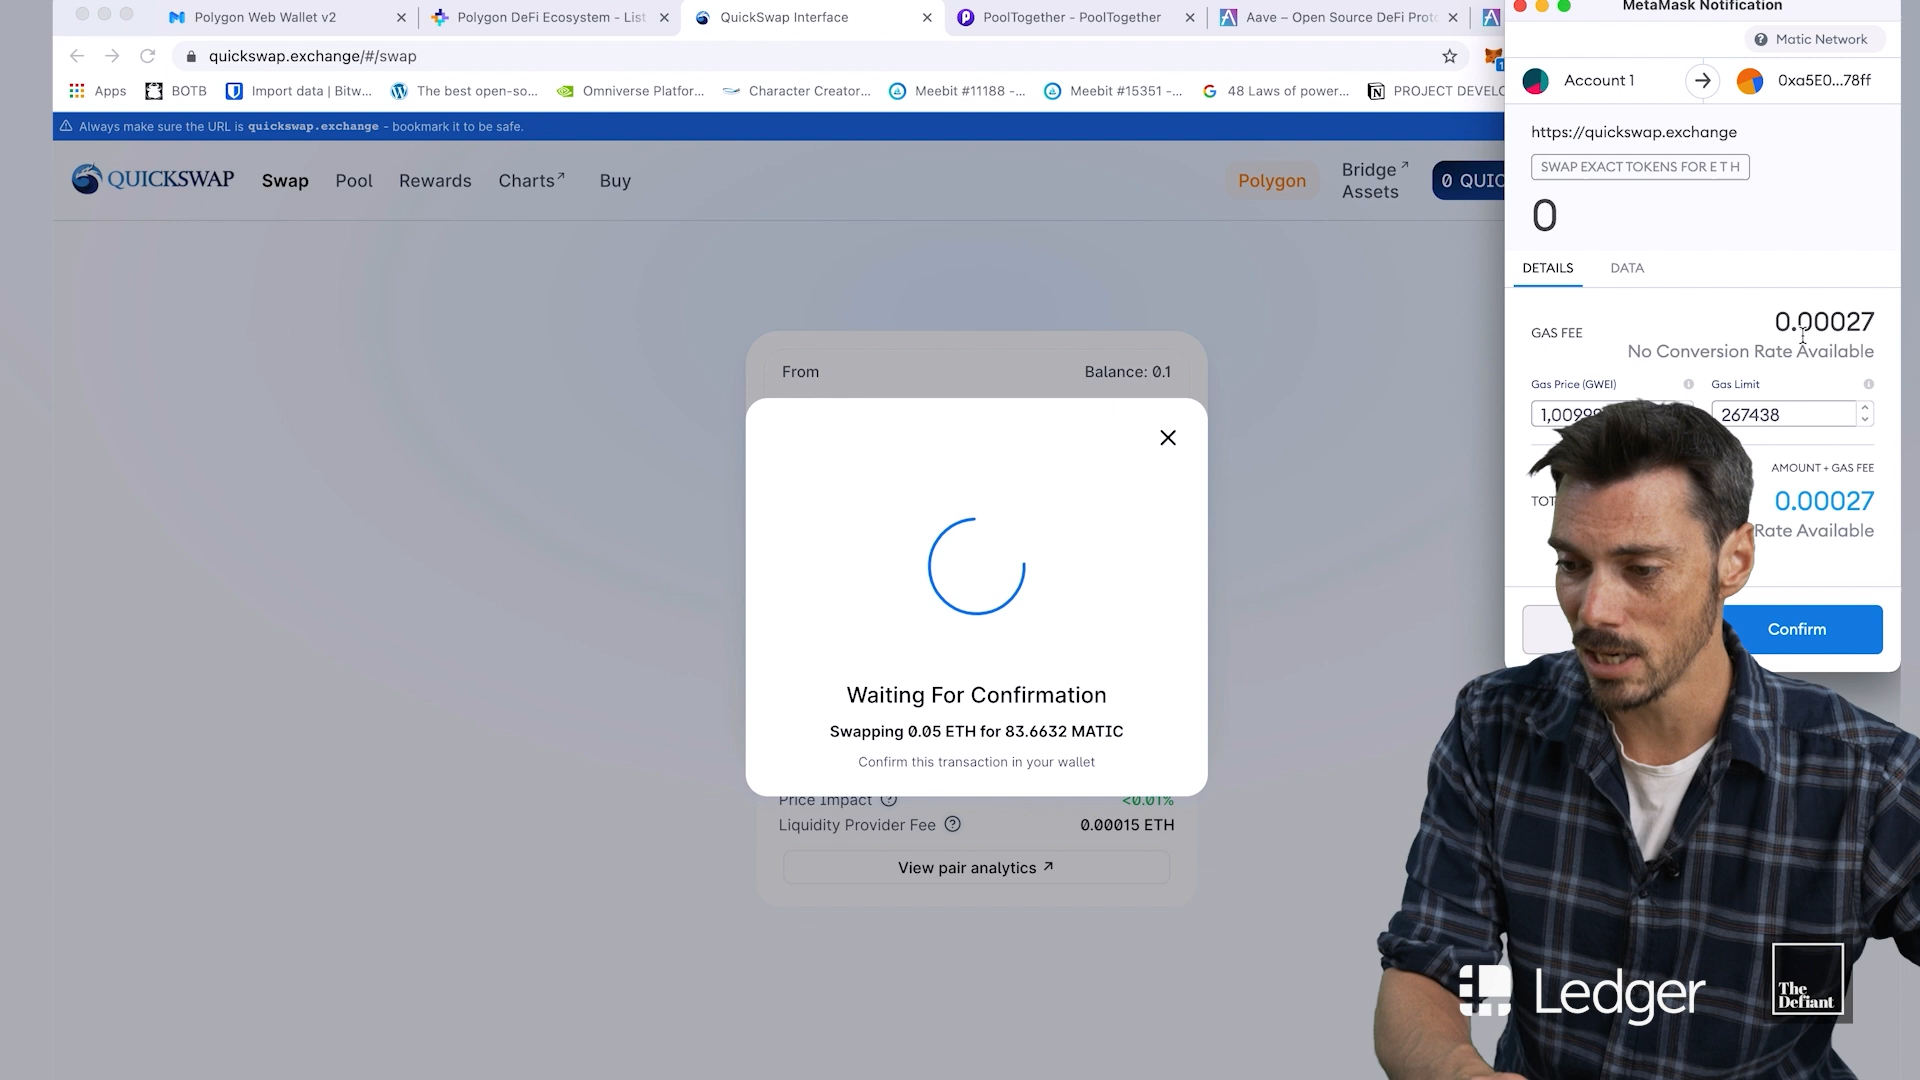 Polygon Web Wallet v2
Polygon DeFi Ecosystem - List
QuickSwap Interface
PoolTogether - PoolTogether
Aave – Open Source DeFi Proto
quickswap.exchange/#/swap
Apps
BOTB
Import data | Bitw...
The best open-so...
Omniverse Platfor...
Character Creator...
Meebit #11188 -...
Meebit #15351 -...
48 Laws of power...
PROJECT DEVELO
Always make sure the URL is quickswap.exchange - bookmark it to be safe.
QUICKSWAP
Swap
Pool
Rewards
Charts↗
Buy
Polygon
Bridge↗
Assets
0 QUIC
From
Balance: 0.1
Waiting For Confirmation
Swapping 0.05 ETH for 83.6632 MATIC
Confirm this transaction in your wallet
Price Impact
<0.01%
Liquidity Provider Fee
0.00015 ETH
View pair analytics ↗
MetaMask Notification
Matic Network
Account 1
0xa5E0...78ff
https://quickswap.exchange
SWAP EXACT TOKENS FOR E T H
0
DETAILS
DATA
GAS FEE
0.00027
No Conversion Rate Available
Gas Price (GWEI)
Gas Limit
267438
AMOUNT + GAS FEE
0.00027
Rate Available
Confirm
Ledger
The
Defiant